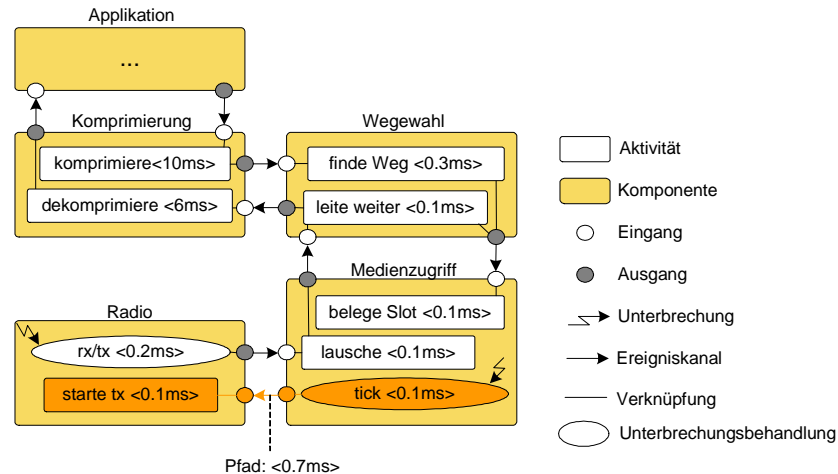 Applikation
...
Komprimierung
komprimiere<10ms>
dekomprimiere <6ms>
Wegewahl
finde Weg <0.3ms>
leite weiter <0.1ms>
Medienzugriff
belege Slot <0.1ms>
lausche <0.1ms>
tick <0.1ms>
Radio
rx/tx <0.2ms>
starte tx <0.1ms>
Pfad: <0.7ms>
Aktivität
Komponente
Eingang
Ausgang
Unterbrechung
Ereigniskanal
Verknüpfung
Unterbrechungsbehandlung